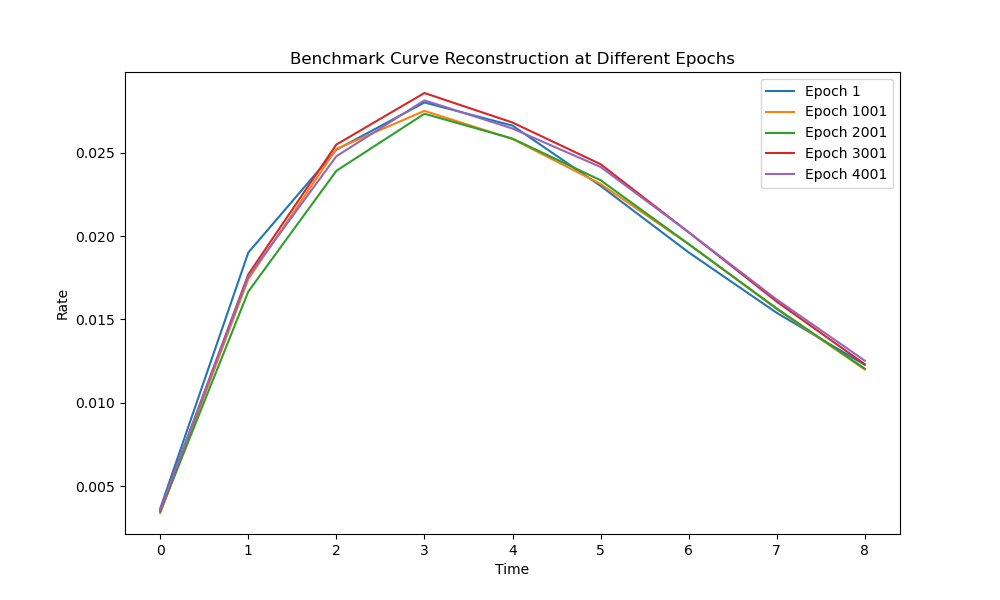 Benchmark Curve Reconstruction at Different Epochs
Epoch 1
Epoch 1001
Epoch 2001
Epoch 3001
Epoch 4001
0.025
0.020
0.015
0.010
0.005
Rate
0 1 2 3 4 5 6 7 8
Time